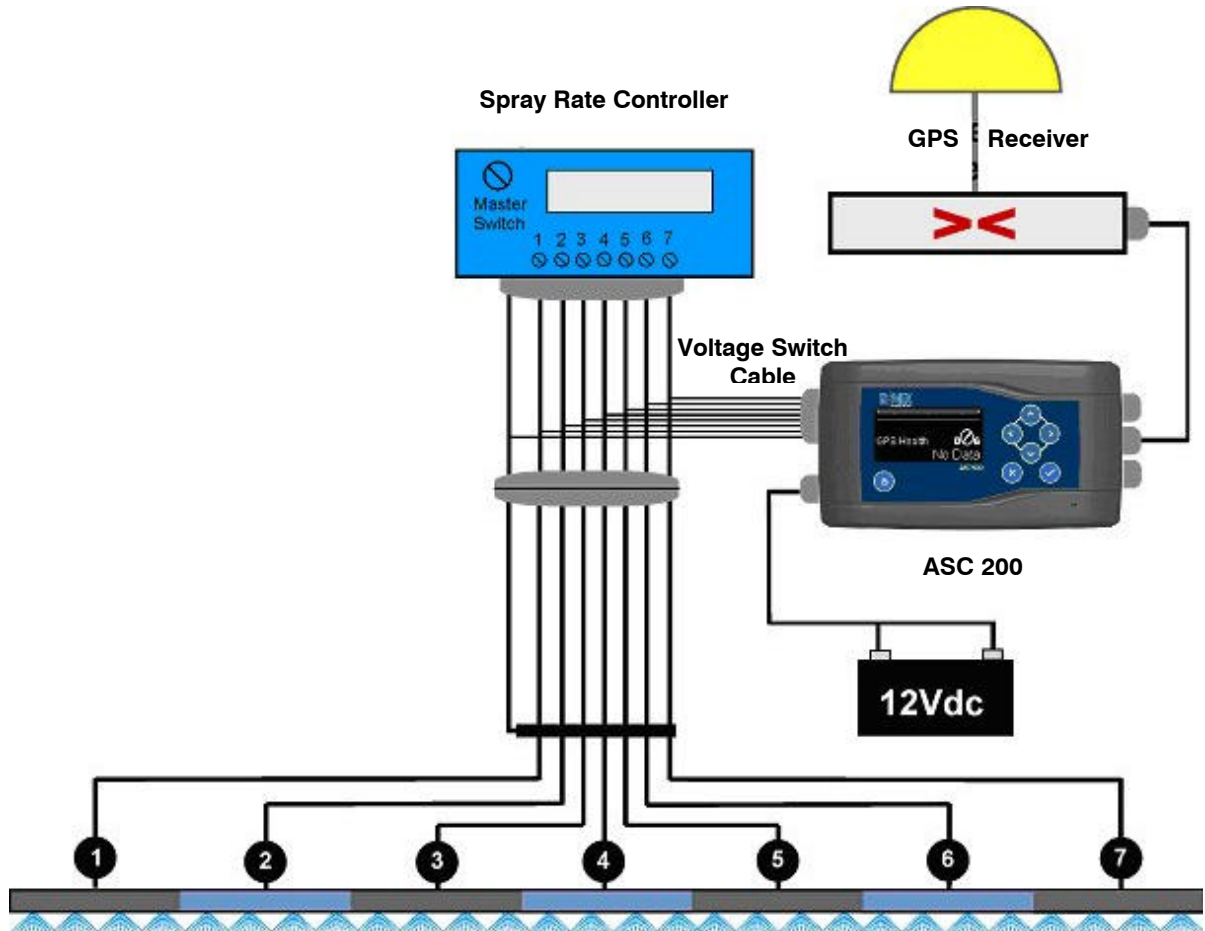 Spray Rate Controller
GPS Receiver
Master
Switch
1 2 3 4 5 6 7
> <
Voltage Switch
Cable
GPS Health
No Data
ASC 200
12Vdc
1 2 3 4 5 6 7